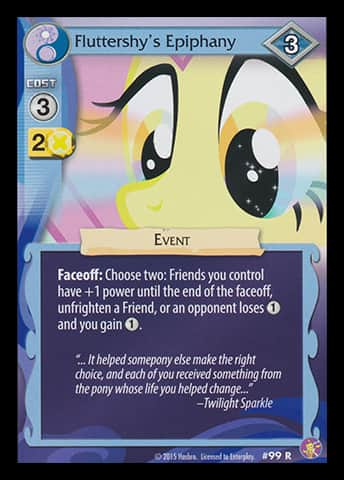 Fluttershy's Epiphany
3
COST
3
2
EVENT
Faceoff: Choose two: Friends you control
have +1 power until the end of the faceoff,
unfrighten a Friend, or an opponent loses 1
and you gain 1.
"... It helped somepony else make the right
choice, and each of you received something from
the pony whose life you helped change..."
–Twilight Sparkle
© 2015 Hasbro. Licensed to Enterplay. #99 R